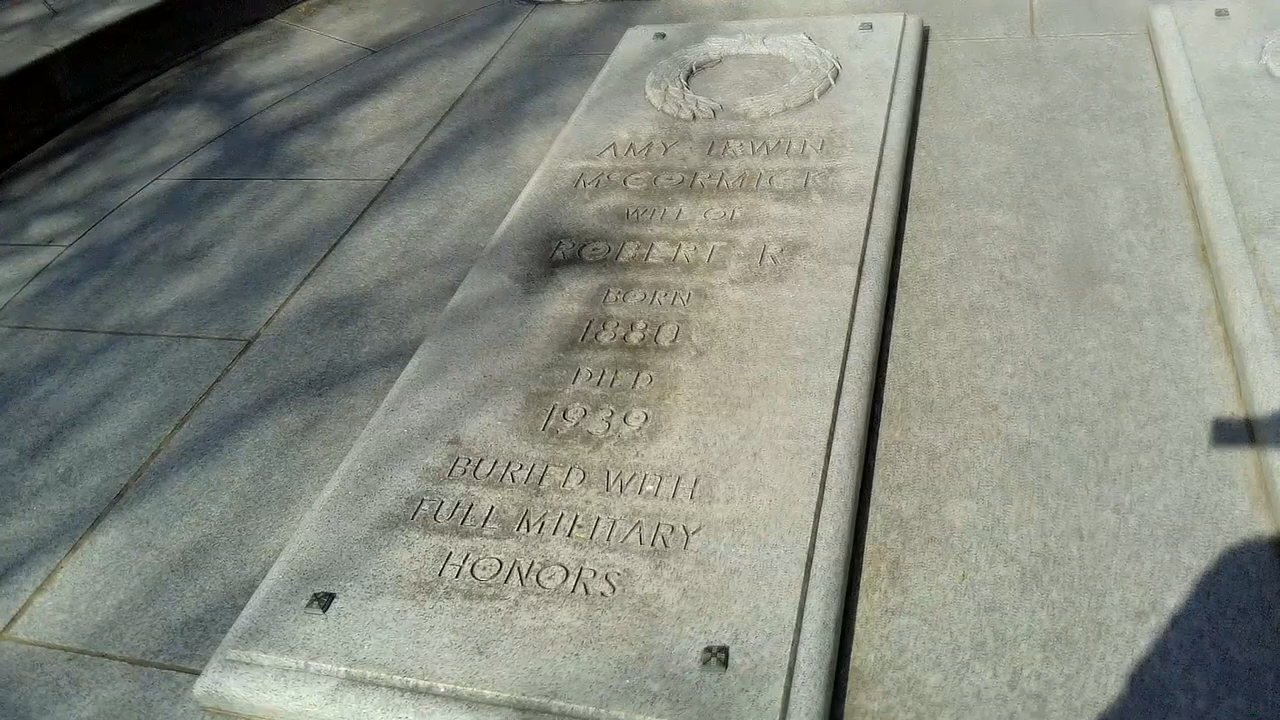 AMY IRWIN
McCORMICK
WIFE OF
ROBERT R
BORN
1880
DIED
1939
BURIED WITH
FULL MILITARY
HONORS